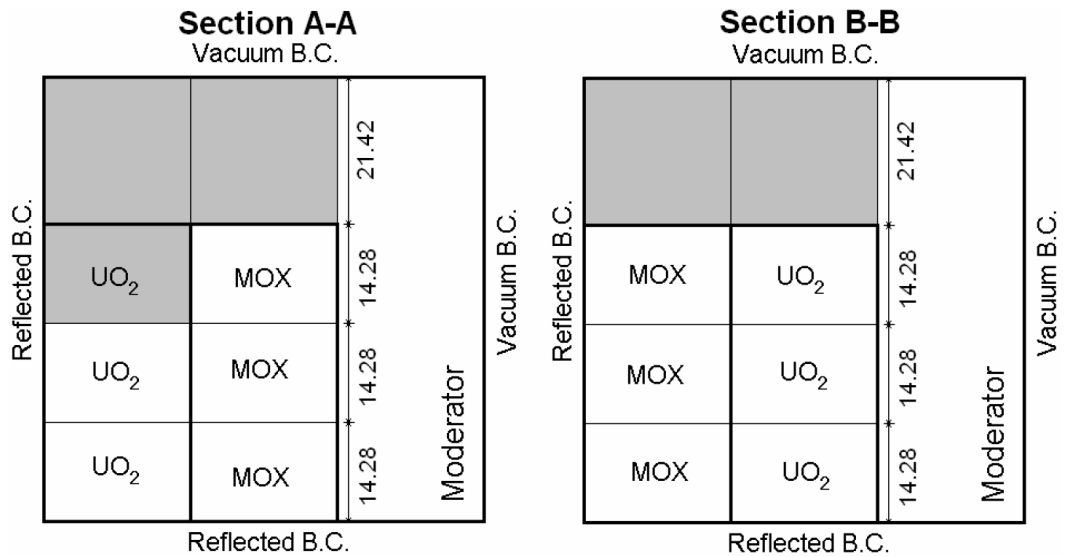 Section A-A
Vacuum B.C.
Reflected B.C.
21.42
UO₂ MOX 14.28
UO₂ MOX 14.28
UO₂ MOX 14.28
Moderator
Vacuum B.C.
Reflected B.C.
Section B-B
Vacuum B.C.
Reflected B.C.
21.42
MOX UO₂ 14.28
MOX UO₂ 14.28
MOX UO₂ 14.28
Moderator
Vacuum B.C.
Reflected B.C.